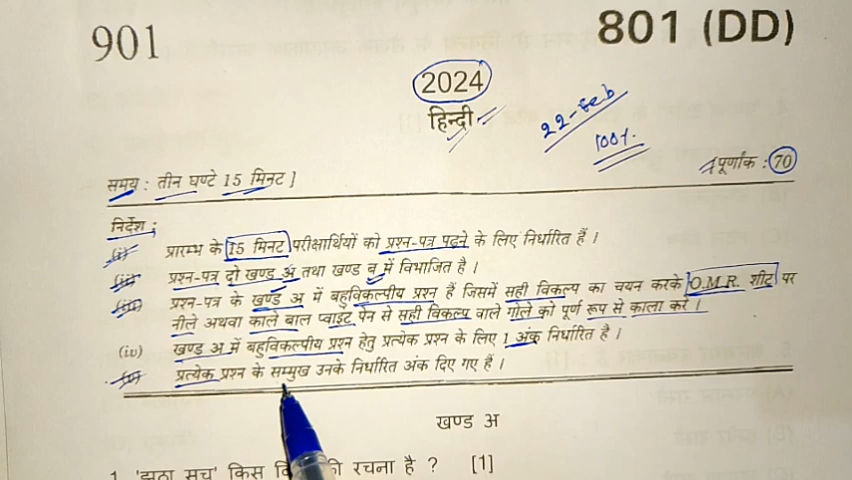 901
801 (DD)
2024
हिन्दी
22-Feb
100%
समय : तीन घण्टे 15 मिनट ]
पूर्णांक : 70
निर्देश :
(i) प्रारम्भ के 15 मिनट परीक्षार्थियों को प्रश्न-पत्र पढ़ने के लिए निर्धारित हैं ।
(ii) प्रश्न-पत्र दो खण्ड अ तथा खण्ड ब में विभाजित है ।
(iii) प्रश्न-पत्र के खण्ड अ में बहुविकल्पीय प्रश्न हैं जिसमें सही विकल्प का चयन करके O.M.R. शीट पर
नीले अथवा काले बाल प्वाइंट पेन से सही विकल्प वाले गोले को पूर्ण रूप से काला करें ।
(iv) खण्ड अ में बहुविकल्पीय प्रश्न हेतु प्रत्येक प्रश्न के लिए 1 अंक निर्धारित है ।
(v) प्रत्येक प्रश्न के सम्मुख उनके निर्धारित अंक दिए गए हैं ।
खण्ड अ
1. 'झूठा सच' किस की रचना है ? [1]